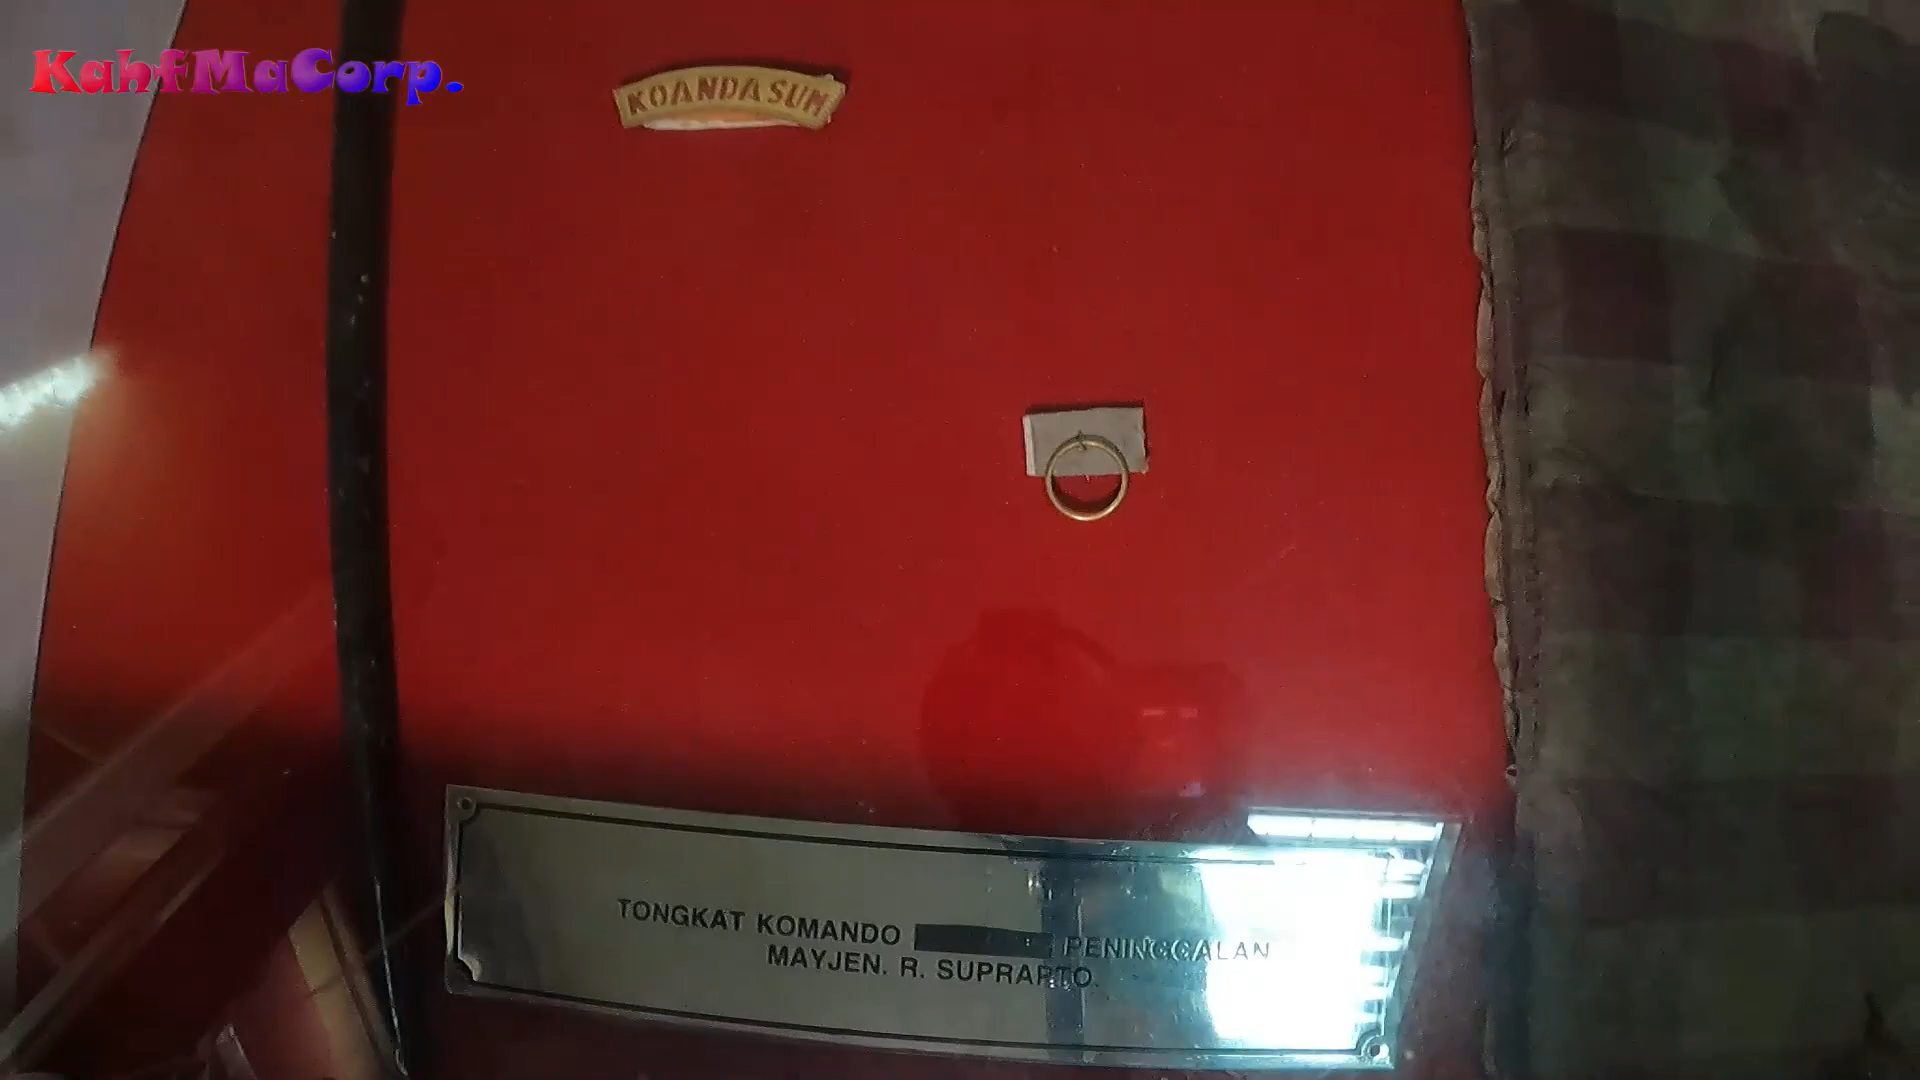 KahfMaCorp.
KOANDASUM
TONGKAT KOMANDO PENINGGALAN
MAYJEN. R. SUPRAPTO.